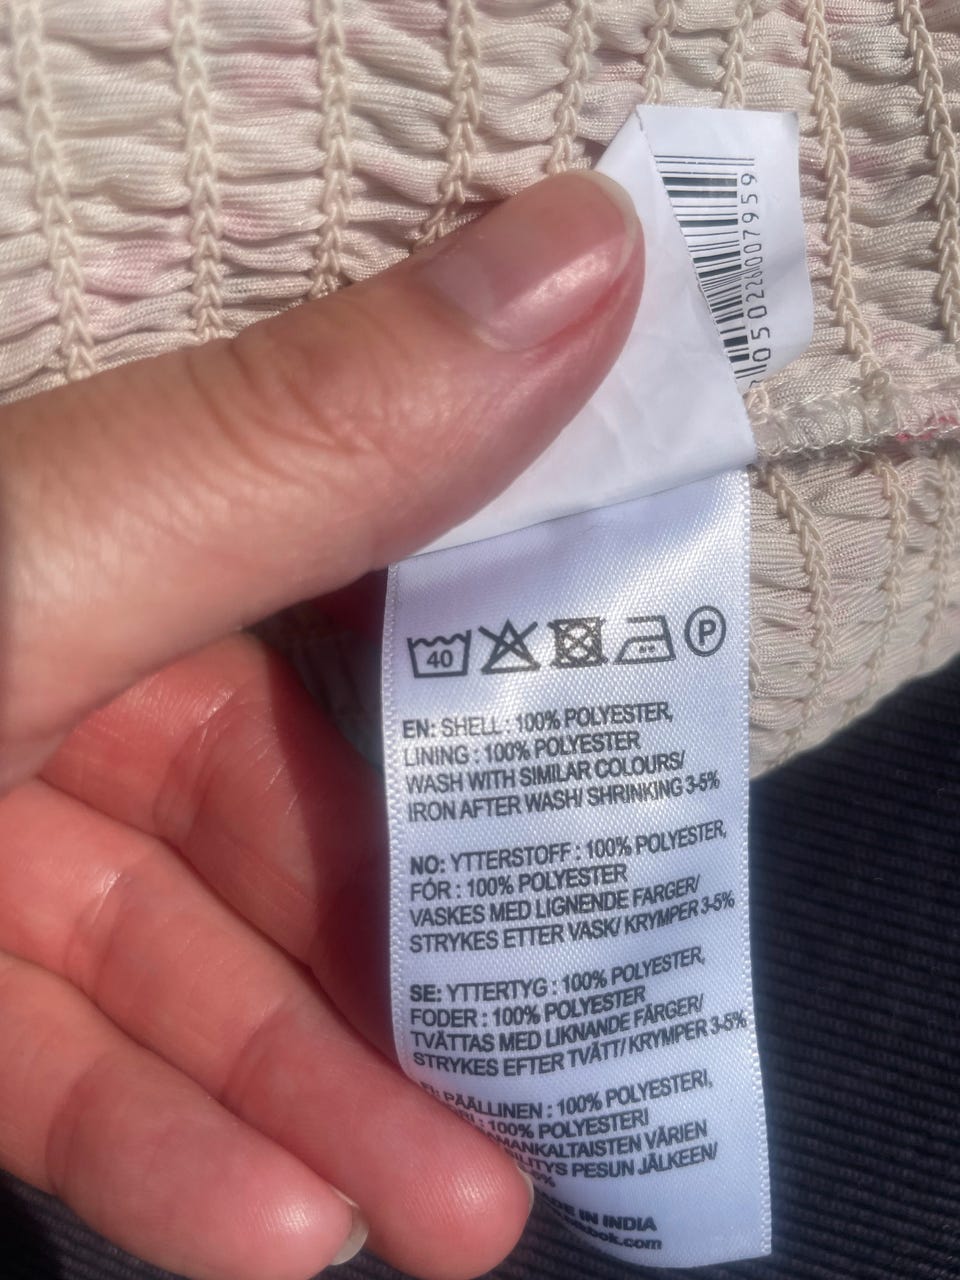 7 050226 007959
40
P
EN: SHELL : 100% POLYESTER,
LINING : 100% POLYESTER
WASH WITH SIMILAR COLOURS/
IRON AFTER WASH/ SHRINKING 3-5%
NO: YTTERSTOFF : 100% POLYESTER,
FÓR : 100% POLYESTER
VASKES MED LIGNENDE FARGER/
STRYKES ETTER VASK/ KRYMPER 3-5%
SE: YTTERTYG : 100% POLYESTER,
FODER : 100% POLYESTER
TVÄTTAS MED LIKNANDE FÄRGER/
STRYKES EFTER TVÄTT/ KRYMPER 3-5%
PÄÄLLINEN : 100% POLYESTERI,
: 100% POLYESTERI
VÄRIEN
PESUN JÄLKEEN/
IN INDIA